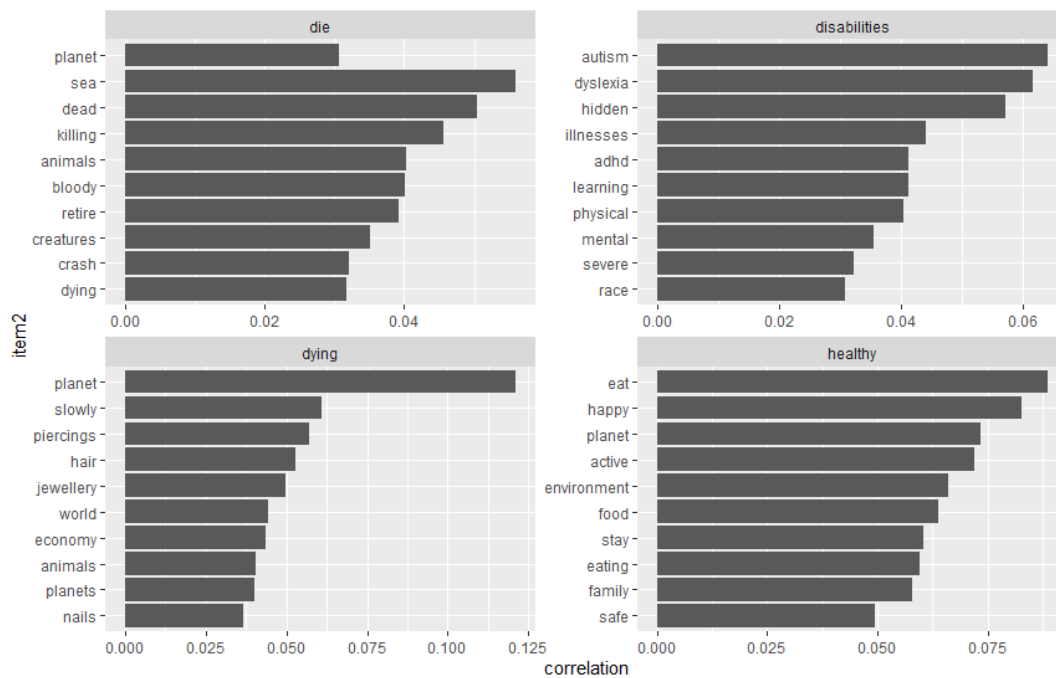 die
planet
sea
dead
killing
animals
bloody
retire
creatures
crash
dying
0.00 0.02 0.04
disabilities
autism
dyslexia
hidden
illnesses
adhd
learning
physical
mental
severe
race
0.00 0.02 0.04 0.06
item2
dying
planet
slowly
piercings
hair
jewellery
world
economy
animals
planets
nails
0.000 0.025 0.050 0.075 0.100 0.125
healthy
eat
happy
planet
active
environment
food
stay
eating
family
safe
0.000 0.025 0.050 0.075
correlation